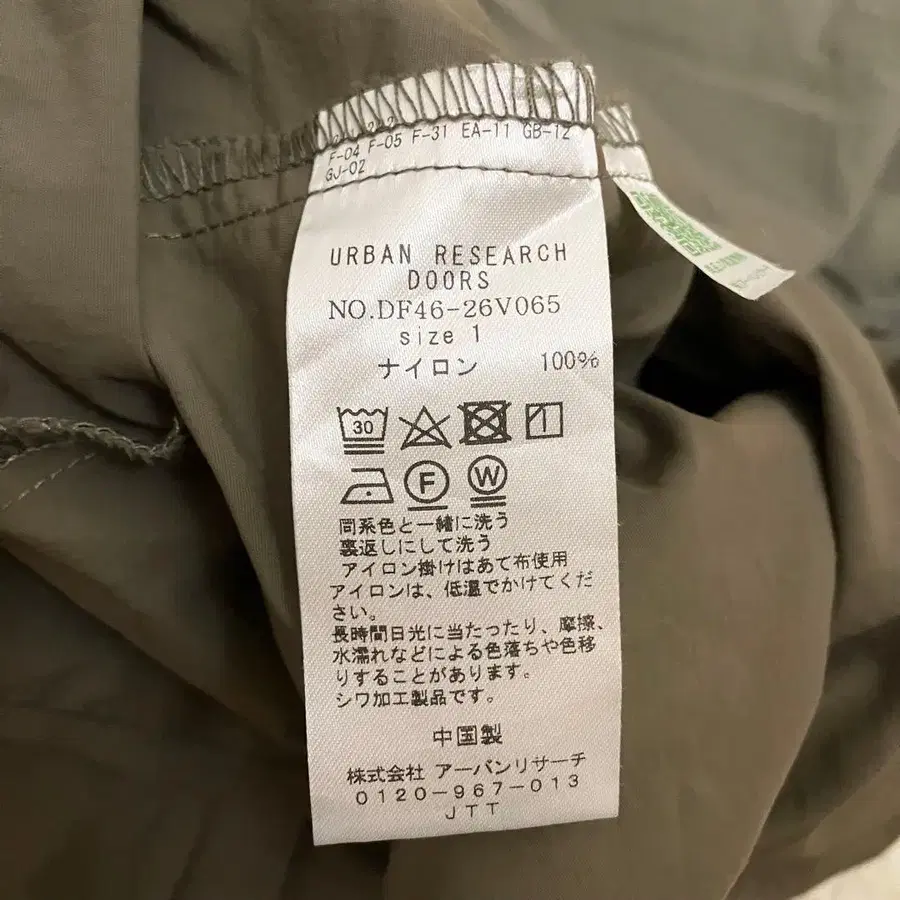 F-04 F-05 F-31 EA-11 GB-12
GJ-02
URBAN RESEARCH
DOORS
NO.DF46-26V065
size 1
ナイロン 100%
30
F
W
同系色と一緒に洗う
裏返しにして洗う
アイロン掛けはあて布使用
アイロンは、低温でかけてくだ
さい。
長時間日光に当たったり、摩擦、
水濡れなどによる色落ちや色移
りすることがあります。
シワ加工製品です。
中国製
株式会社 アーバンリサーチ
0120-967-013
JTT